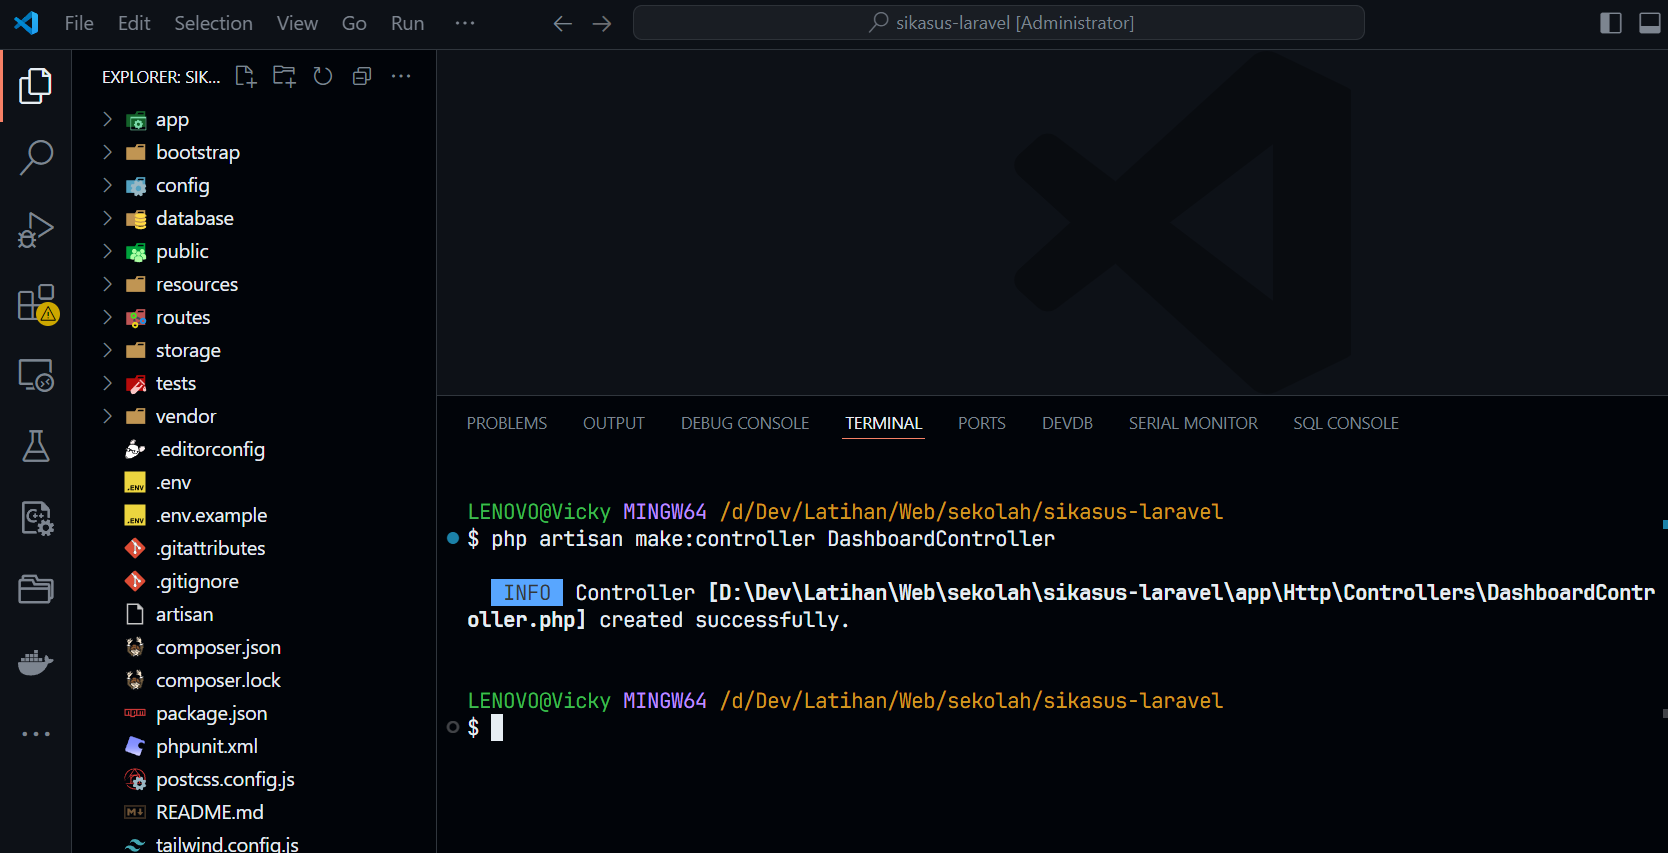 File Edit Selection View Go Run ··· sikasus-laravel [Administrator]
EXPLORER: SIK...
app
bootstrap
config
database
public
resources
routes
storage
tests
vendor
.editorconfig
.env
.env.example
.gitattributes
.gitignore
artisan
composer.json
composer.lock
package.json
phpunit.xml
postcss.config.js
README.md
tailwind.config.js
PROBLEMS OUTPUT DEBUG CONSOLE TERMINAL PORTS DEVDB SERIAL MONITOR SQL CONSOLE
LENOVO@Vicky MINGW64 /d/Dev/Latihan/Web/sekolah/sikasus-laravel
$ php artisan make:controller DashboardController
INFO Controller [D:\Dev\Latihan\Web\sekolah\sikasus-laravel\app\Http\Controllers\DashboardContr
oller.php] created successfully.
LENOVO@Vicky MINGW64 /d/Dev/Latihan/Web/sekolah/sikasus-laravel
$